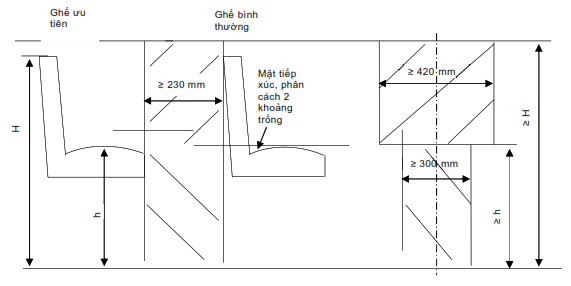 Ghế ưu
tiên
Ghế bình
thường
≥ 230 mm
Mặt tiếp
xúc, phân
cách 2
khoảng
trống
≥ 420 mm
≥ 300 mm
H
h
≥ H
≥ h